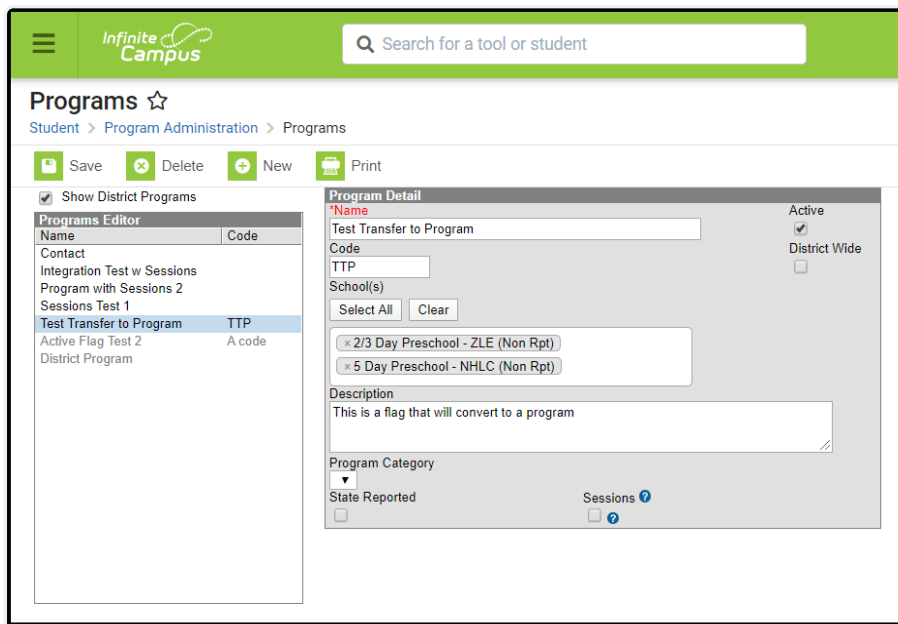 Infinite Campus
Search for a tool or student
Programs
Student > Program Administration > Programs
Save Delete New Print
Show District Programs
Programs Editor
Name Code
Contact
Integration Test w Sessions
Program with Sessions 2
Sessions Test 1
Test Transfer to Program TTP
Active Flag Test 2 A code
District Program
Program Detail
*Name Active
Test Transfer to Program
Code District Wide
TTP
School(s)
Select All Clear
× 2/3 Day Preschool - ZLE (Non Rpt)
× 5 Day Preschool - NHLC (Non Rpt)
Description
This is a flag that will convert to a program
Program Category
State Reported Sessions ?
?